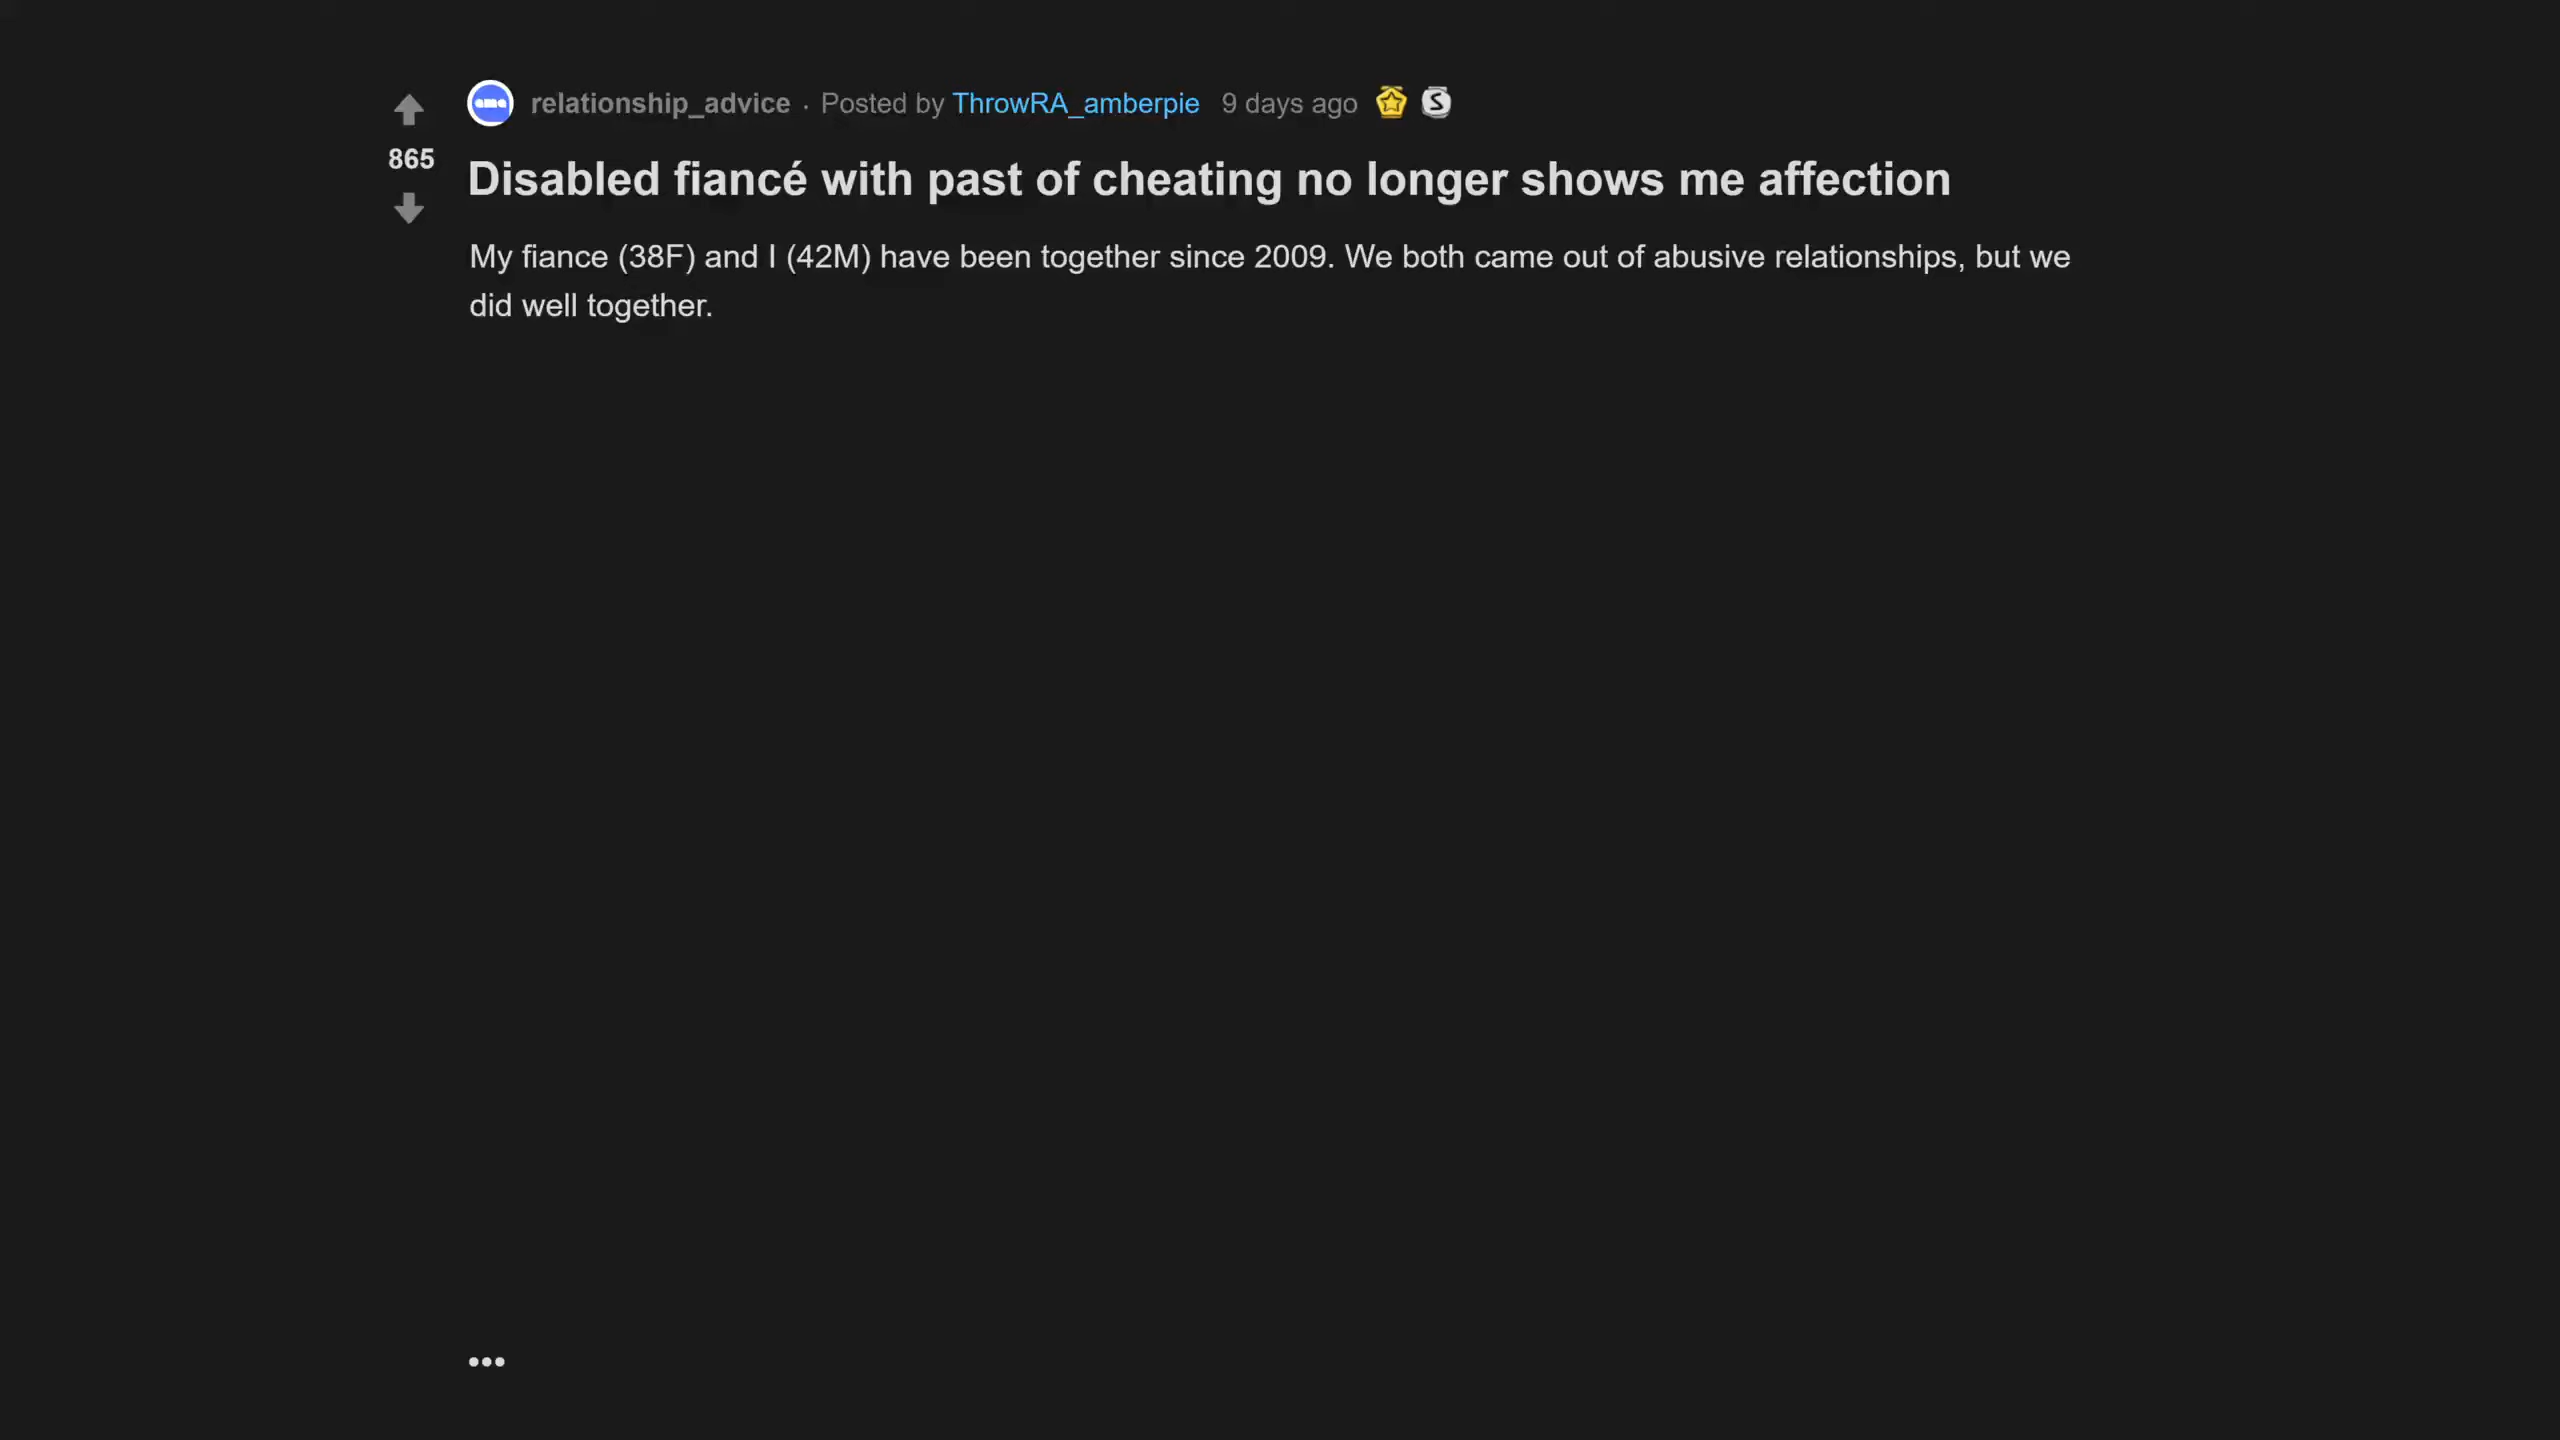 relationship_advice · Posted by ThrowRA_amberpie 9 days ago
865
Disabled fiancé with past of cheating no longer shows me affection
My fiance (38F) and I (42M) have been together since 2009. We both came out of abusive relationships, but we
did well together.